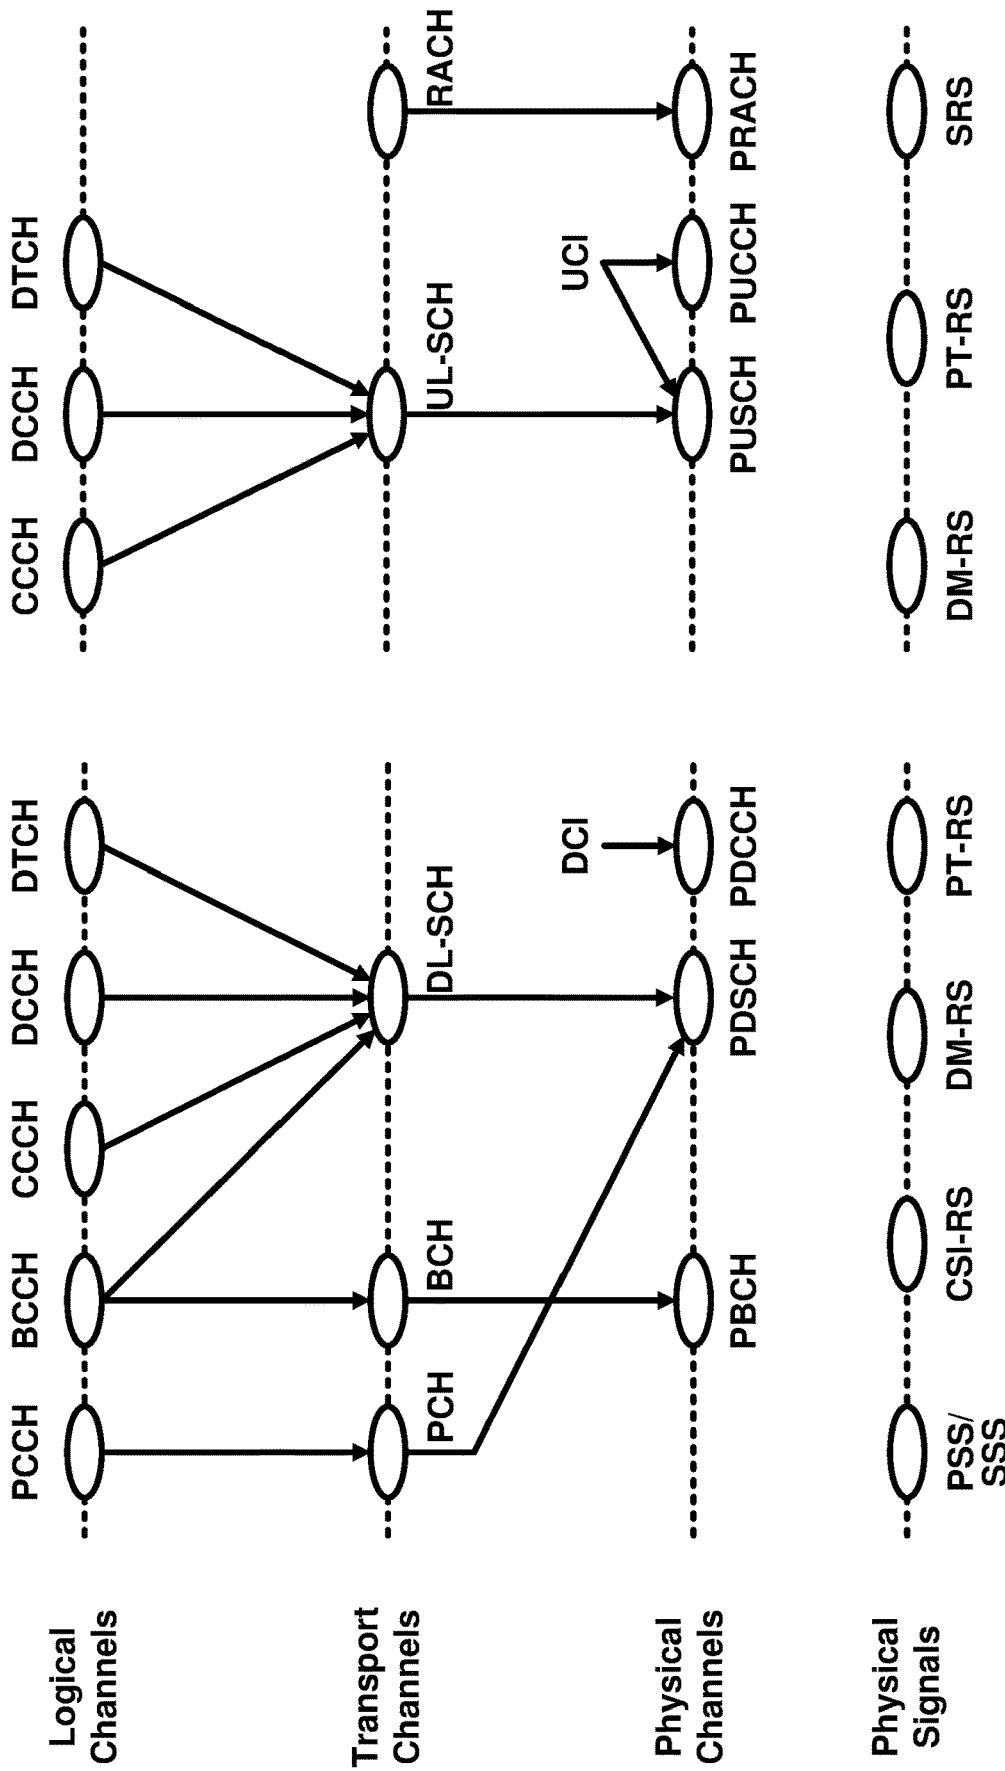 Logical
Channels
PCCH
BCCH
CCCH
DCCH
DTCH
CCCH
DCCH
DTCH
Transport
Channels
PCH
BCH
DL-SCH
UL-SCH
RACH
DCI
UCI
Physical
Channels
PBCH
PDSCH
PDCCH
PUSCH
PUCCH
PRACH
Physical
Signals
PSS/
SSS
CSI-RS
DM-RS
PT-RS
DM-RS
PT-RS
SRS